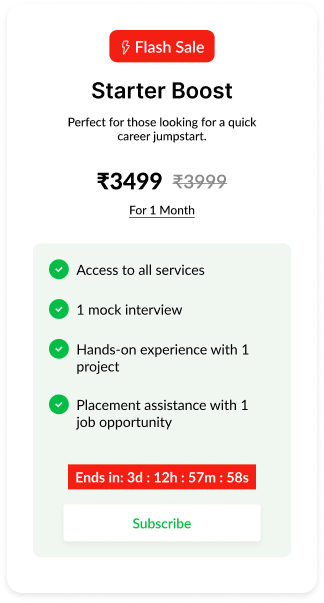 Flash Sale
Starter Boost
Perfect for those looking for a quick
career jumpstart.
₹3499 ₹3999
For 1 Month
Access to all services
1 mock interview
Hands-on experience with 1
project
Placement assistance with 1
job opportunity
Ends in: 3d : 12h : 57m : 58s
Subscribe